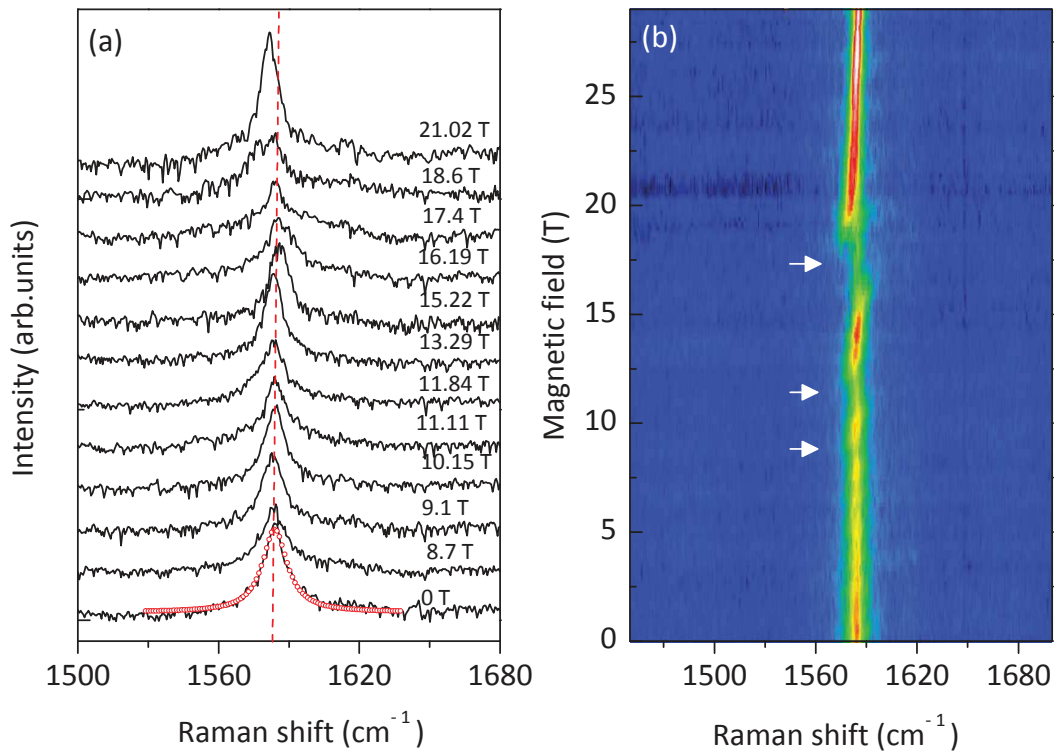 (a)
21.02 T
18.6 T
17.4 T
16.19 T
15.22 T
13.29 T
11.84 T
11.11 T
10.15 T
9.1 T
8.7 T
0 T
Intensity (arb.units)
1500 1560 1620 1680
Raman shift (cm⁻¹)
(b)
25
20
15
10
5
0
Magnetic field (T)
1500 1560 1620 1680
Raman shift (cm⁻¹)